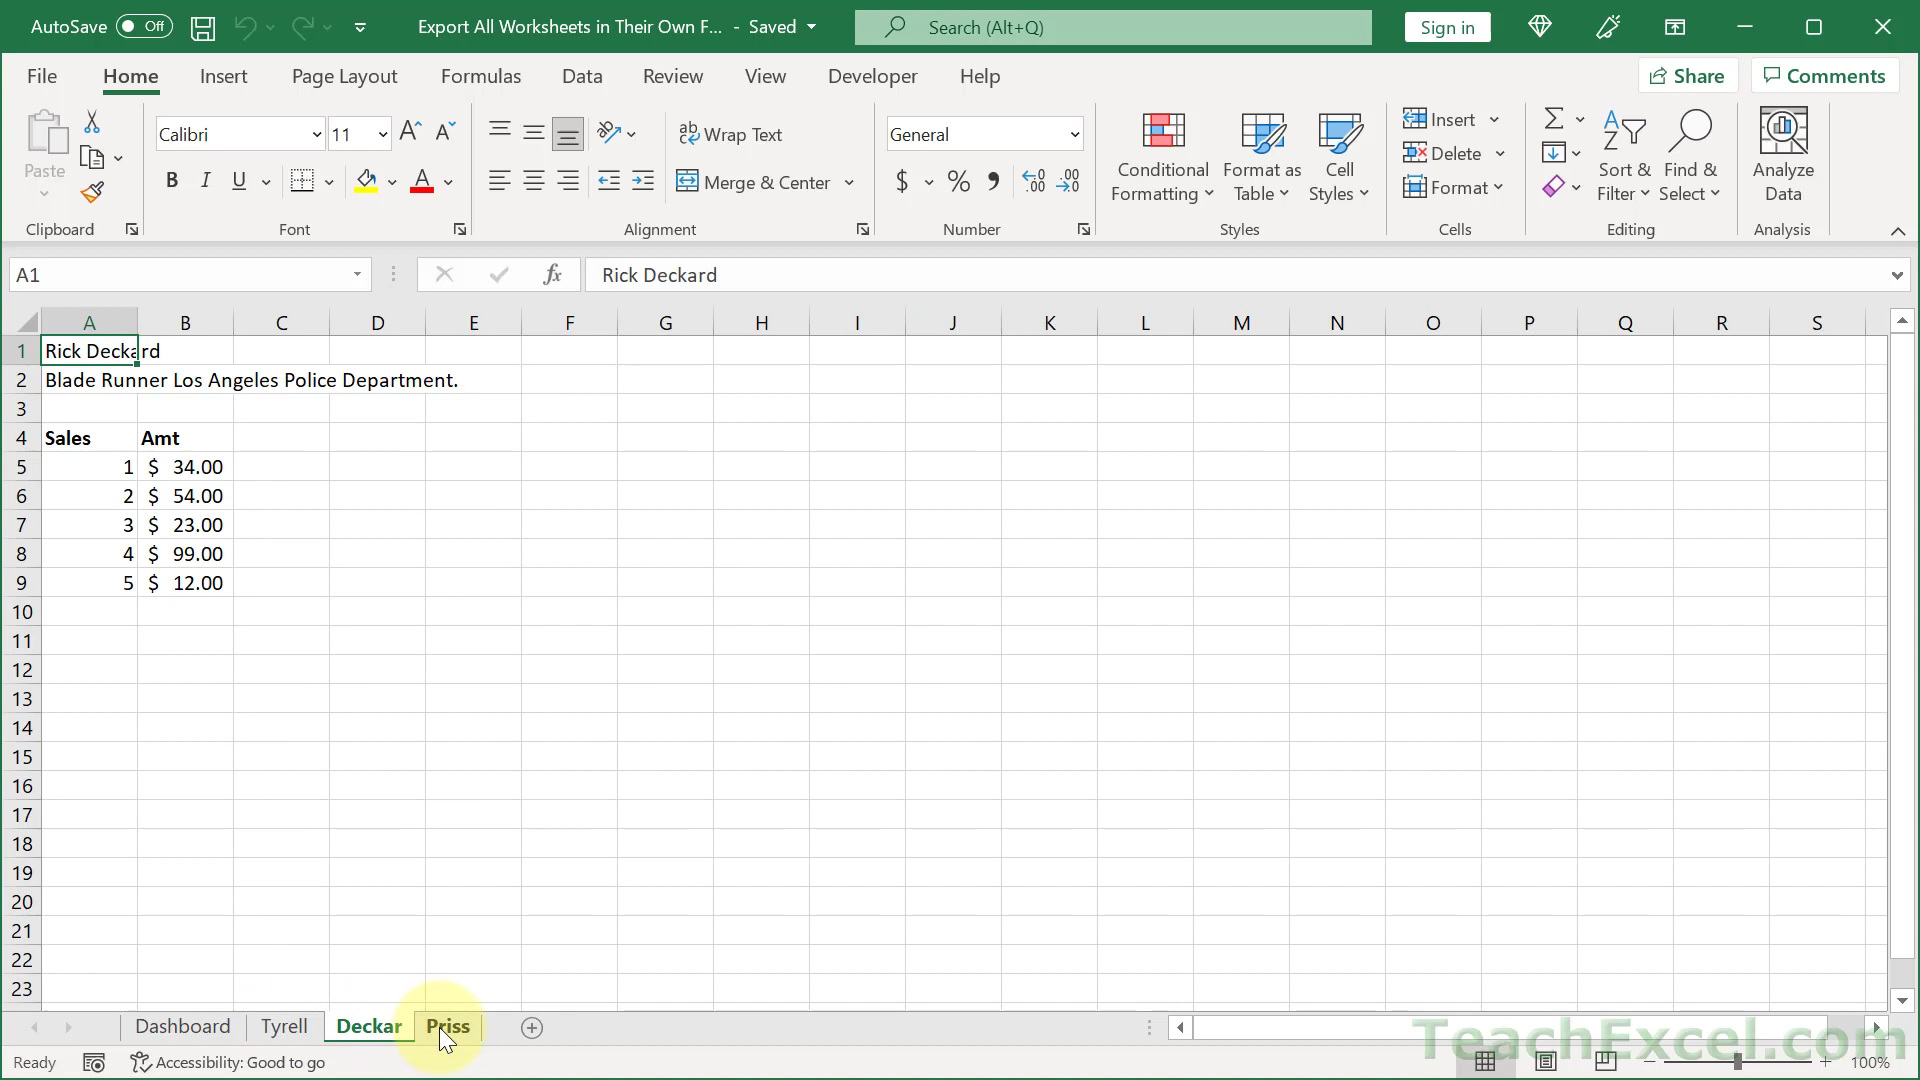 AutoSave Off Export All Worksheets in Their Own F... - Saved Search (Alt+Q) Sign in
File Home Insert Page Layout Formulas Data Review View Developer Help Share Comments
Paste Calibri 11 ab Wrap Text General Conditional Formatting Format as Table Cell Styles Insert Sort & Filter Find & Select Analyze Data
Delete
B I U A Merge & Center $ % Format
Clipboard Font Alignment Number Styles Cells Editing Analysis
A1 fx Rick Deckard
A B C D E F G H I J K L M N O P Q R S
1 Rick Deckard
2 Blade Runner Los Angeles Police Department.
3
4 Sales Amt
5 1 $ 34.00
6 2 $ 54.00
7 3 $ 23.00
8 4 $ 99.00
9 5 $ 12.00
10
11
12
13
14
15
16
17
18
19
20
21
22
23
Dashboard Tyrell Deckar Priss
TeachExcel.com
Ready Accessibility: Good to go 100%